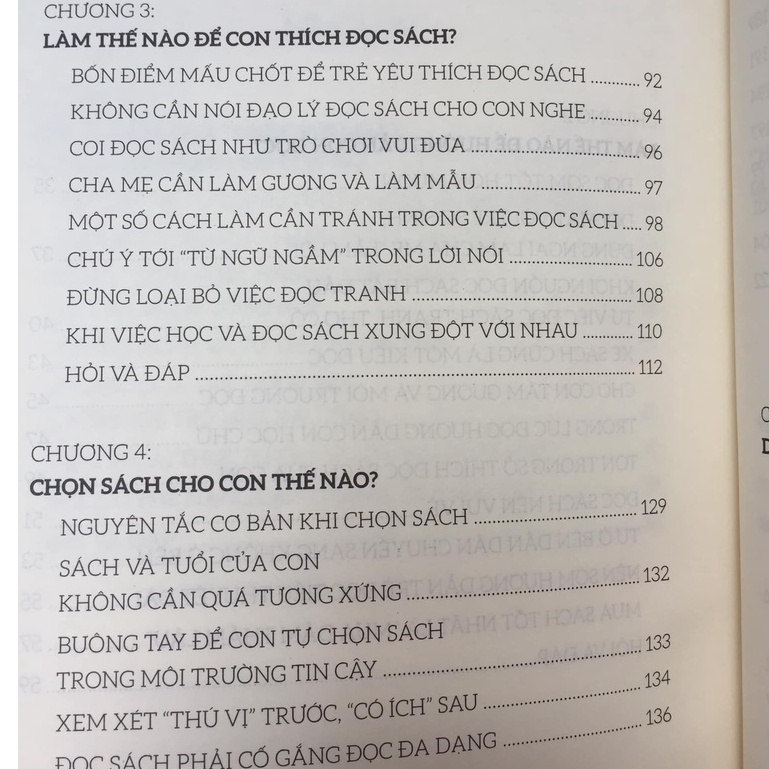 CHƯƠNG 3:
LÀM THẾ NÀO ĐỂ CON THÍCH ĐỌC SÁCH?
BỐN ĐIỂM MẤU CHỐT ĐỂ TRẺ YÊU THÍCH ĐỌC SÁCH ........... 92
KHÔNG CẦN NÓI ĐẠO LÝ ĐỌC SÁCH CHO CON NGHE ........... 94
COI ĐỌC SÁCH NHƯ TRÒ CHƠI VUI ĐÙA ........... 96
CHA MẸ CẦN LÀM GƯƠNG VÀ LÀM MẪU ........... 97
MỘT SỐ CÁCH LÀM CẦN TRÁNH TRONG VIỆC ĐỌC SÁCH ..... 98
CHÚ Ý TỚI “TỪ NGỮ NGẦM” TRONG LỜI NÓI ........... 106
ĐỪNG LOẠI BỎ VIỆC ĐỌC TRANH ........... 108
KHI VIỆC HỌC VÀ ĐỌC SÁCH XUNG ĐỘT VỚI NHAU ........... 110
HỎI VÀ ĐÁP ........... 112
CHƯƠNG 4:
CHỌN SÁCH CHO CON THẾ NÀO?
NGUYÊN TẮC CƠ BẢN KHI CHỌN SÁCH ........... 129
SÁCH VÀ TUỔI CỦA CON
KHÔNG CẦN QUÁ TƯƠNG XỨNG ........... 132
BUÔNG TAY ĐỂ CON TỰ CHỌN SÁCH
TRONG MÔI TRƯỜNG TIN CẬY ........... 133
XEM XÉT “THÚ VỊ” TRƯỚC, “CÓ ÍCH” SAU ........... 134
ĐỌC SÁCH PHẢI CỐ GẮNG ĐỌC ĐA DẠNG ........... 136